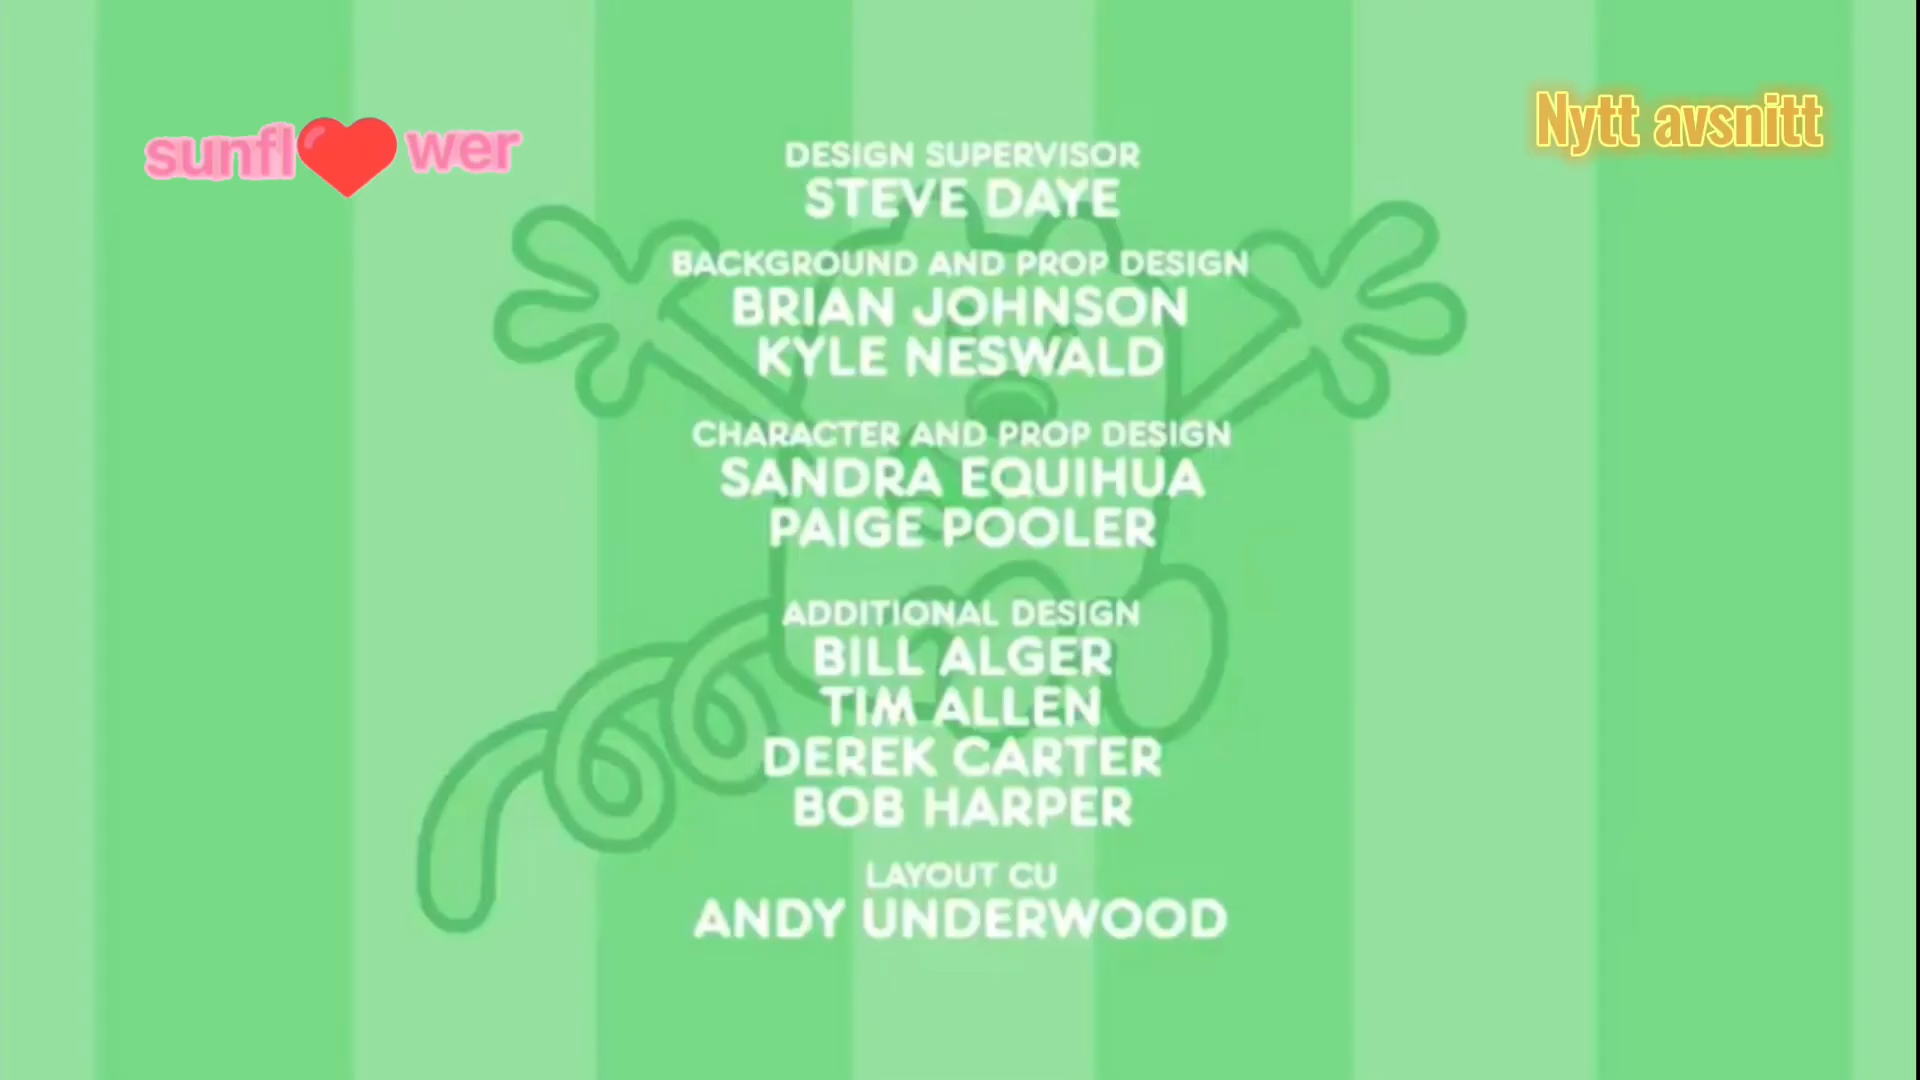 sunfl❤️wer
Nytt avsnitt
DESIGN SUPERVISOR
STEVE DAYE
BACKGROUND AND PROP DESIGN
BRIAN JOHNSON
KYLE NESWALD
CHARACTER AND PROP DESIGN
SANDRA EQUIHUA
PAIGE POOLER
ADDITIONAL DESIGN
BILL ALGER
TIM ALLEN
DEREK CARTER
BOB HARPER
LAYOUT CU
ANDY UNDERWOOD